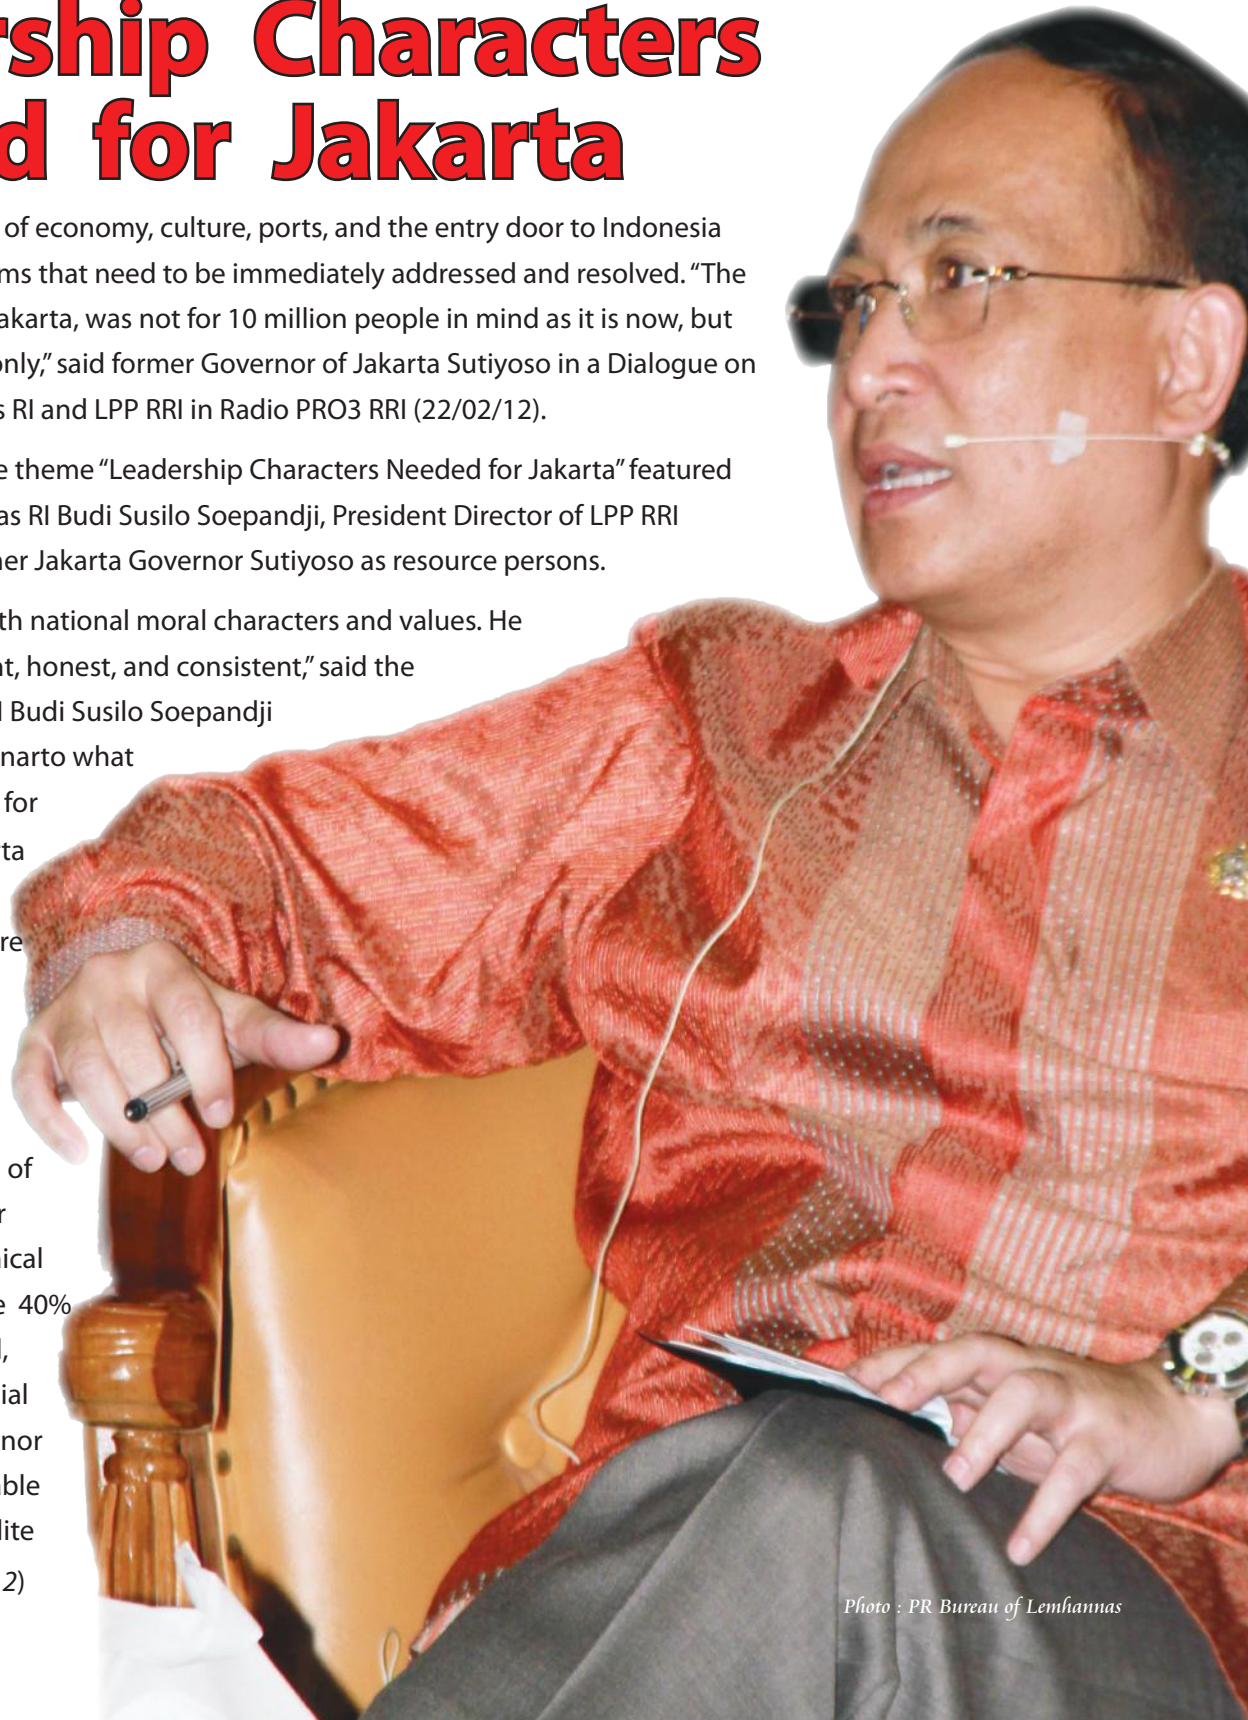 rship Characters
d for Jakarta
of economy, culture, ports, and the entry door to Indonesia
ms that need to be immediately addressed and resolved. “The
akarta, was not for 10 million people in mind as it is now, but
only,” said former Governor of Jakarta Sutiyoso in a Dialogue on
s RI and LPP RRI in Radio PRO3 RRI (22/02/12).
e theme “Leadership Characters Needed for Jakarta” featured
as RI Budi Susilo Soepandji, President Director of LPP RRI
ner Jakarta Governor Sutiyoso as resource persons.
th national moral characters and values. He
nt, honest, and consistent,” said the
I Budi Susilo Soepandji
narto what
for
ta
re
of
r
ical
e 40%
l,
ial
nor
able
lite
2)
Photo : PR Bureau of Lemhannas